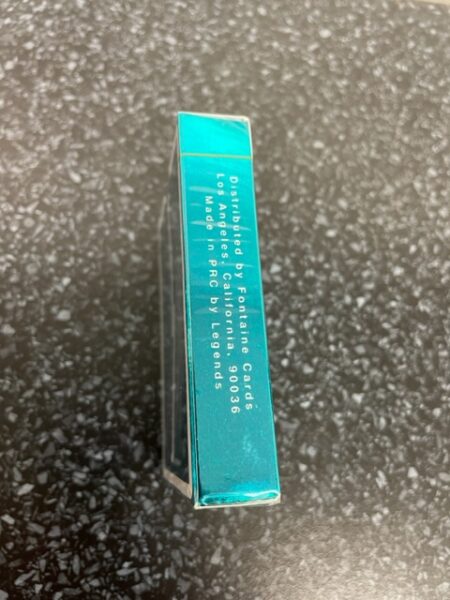 Distributed by Fontaine Cards
Los Angeles, California, 90036
Made in PRC by Legends